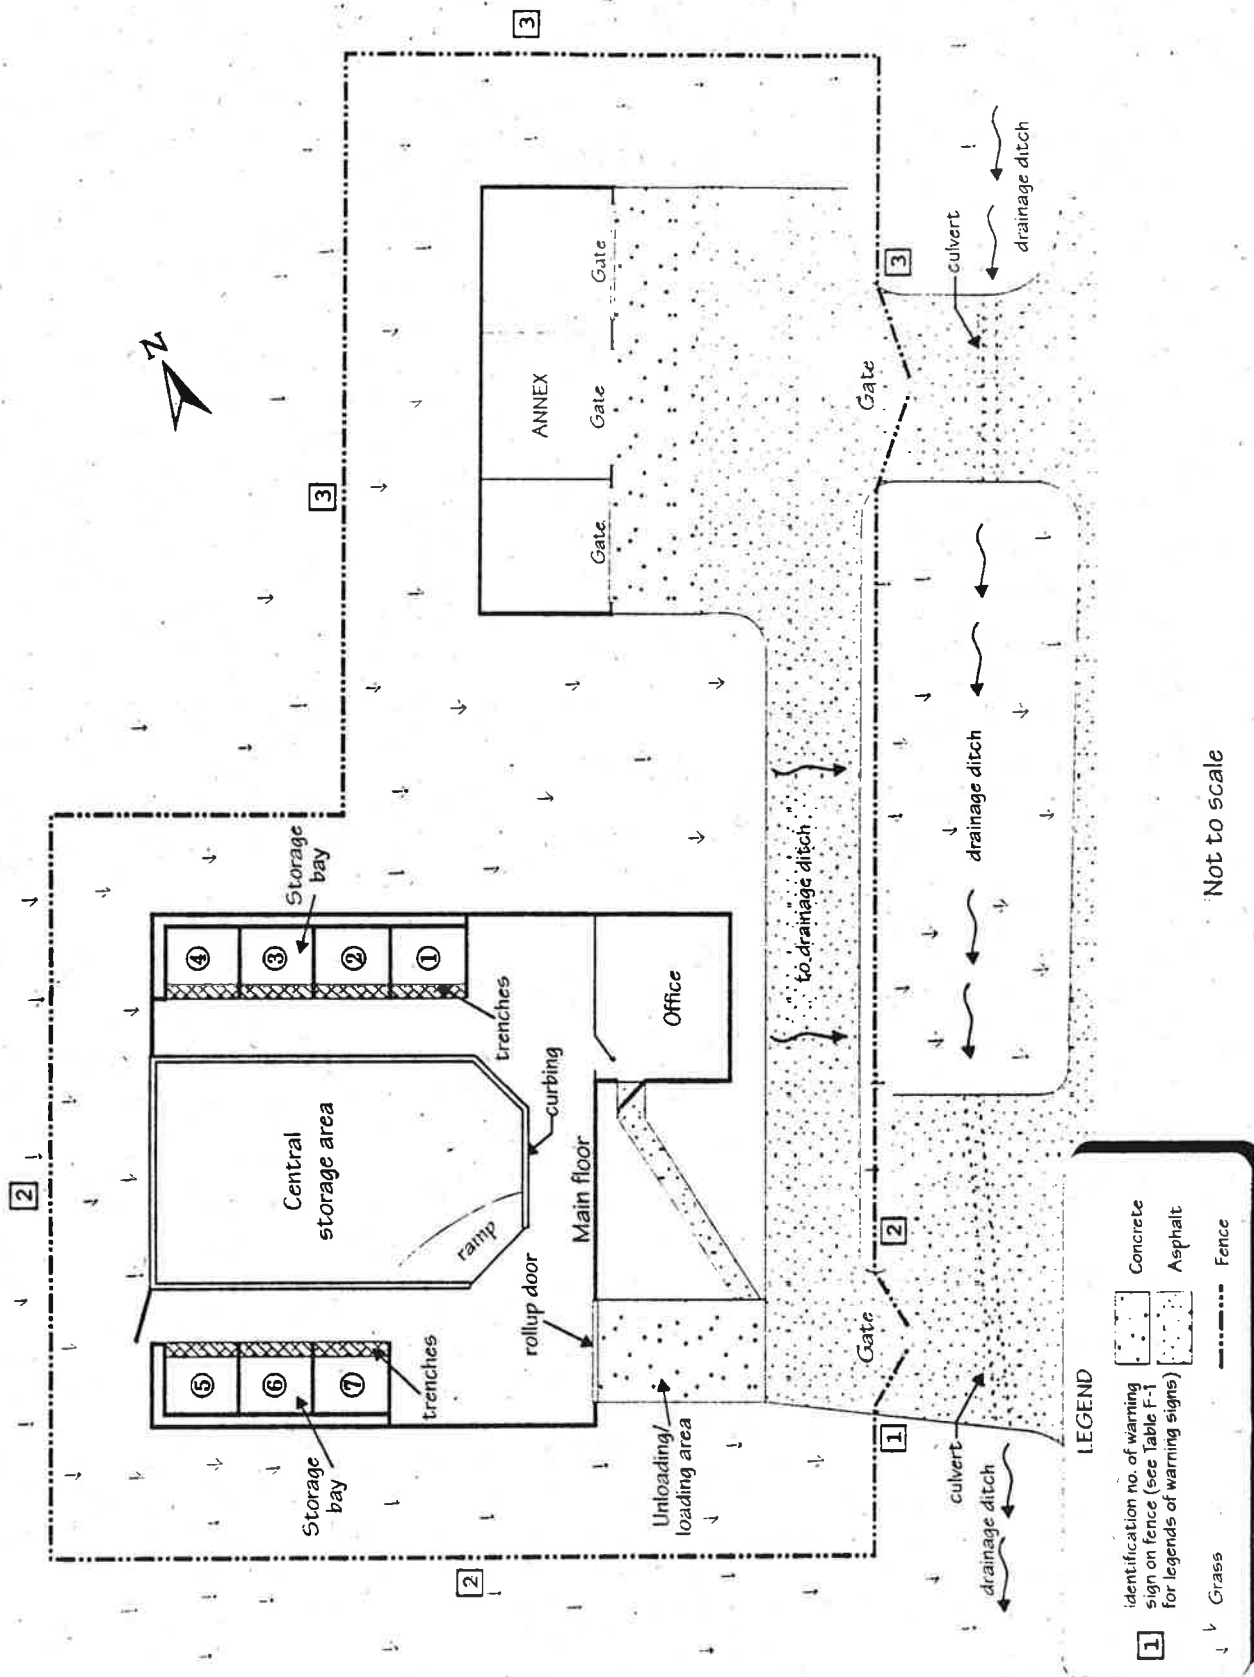 N
3
3
3
2
2
2
1
Storage
bay
④
③
②
①
trenches
Office
Central
storage area
curbing
ramp
Main floor
rollup door
⑤
⑥
⑦
trenches
Storage
bay
Unloading/
loading area
ANNEX
Gate
Gate
Gate
Gate
Gate
to drainage ditch
culvert
drainage ditch
drainage ditch
culvert
drainage ditch
Not to scale
LEGEND
1
identification no. of warning
sign on fence (see Table F-1
for legends of warning signs)
Concrete
Asphalt
Grass
Fence